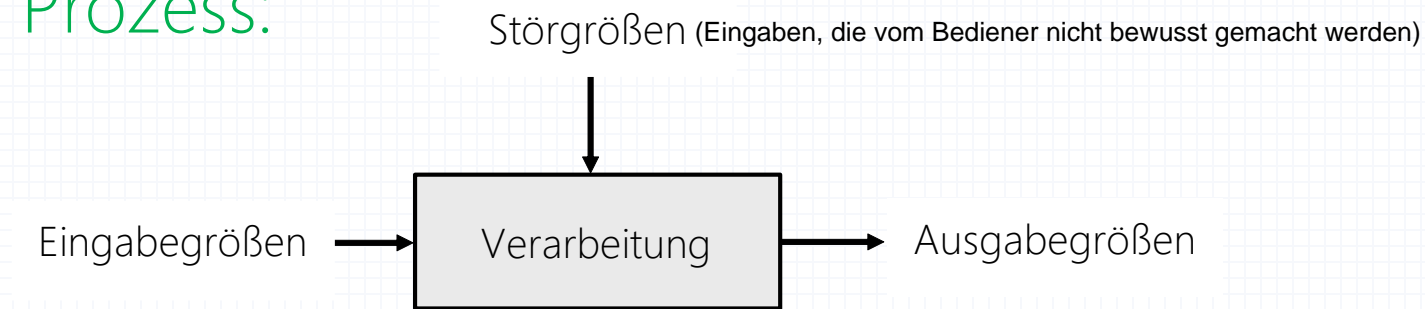 Prozess:
Störgrößen (Eingaben, die vom Bediener nicht bewusst gemacht werden)
Eingabegrößen
Verarbeitung
Ausgabegrößen